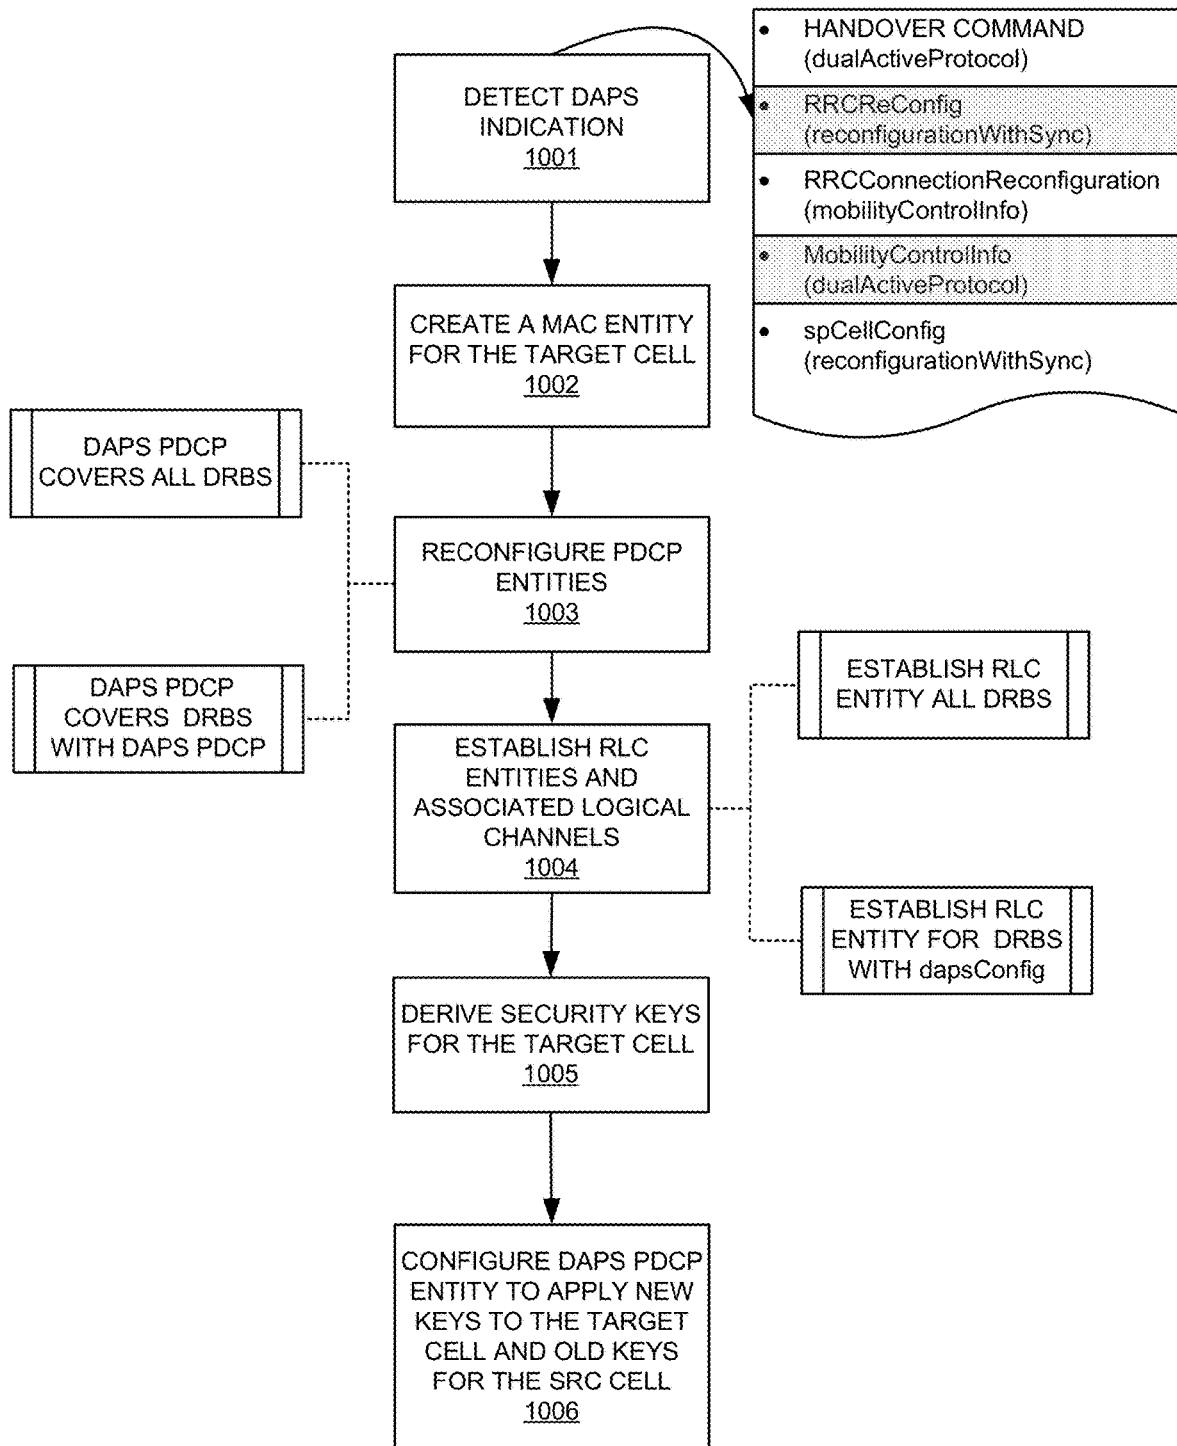 DETECT DAPS
INDICATION
1001
• HANDOVER COMMAND
(dualActiveProtocol)
• RRCReConfig
(reconfigurationWithSync)
• RRCConnectionReconfiguration
(mobilityControlInfo)
• MobilityControlInfo
(dualActiveProtocol)
• spCellConfig
(reconfigurationWithSync)
CREATE A MAC ENTITY
FOR THE TARGET CELL
1002
DAPS PDCP
COVERS ALL DRBS
RECONFIGURE PDCP
ENTITIES
1003
DAPS PDCP
COVERS DRBS
WITH DAPS PDCP
ESTABLISH RLC
ENTITY ALL DRBS
ESTABLISH RLC
ENTITIES AND
ASSOCIATED LOGICAL
CHANNELS
1004
ESTABLISH RLC
ENTITY FOR DRBS
WITH dapsConfig
DERIVE SECURITY KEYS
FOR THE TARGET CELL
1005
CONFIGURE DAPS PDCP
ENTITY TO APPLY NEW
KEYS TO THE TARGET
CELL AND OLD KEYS
FOR THE SRC CELL
1006